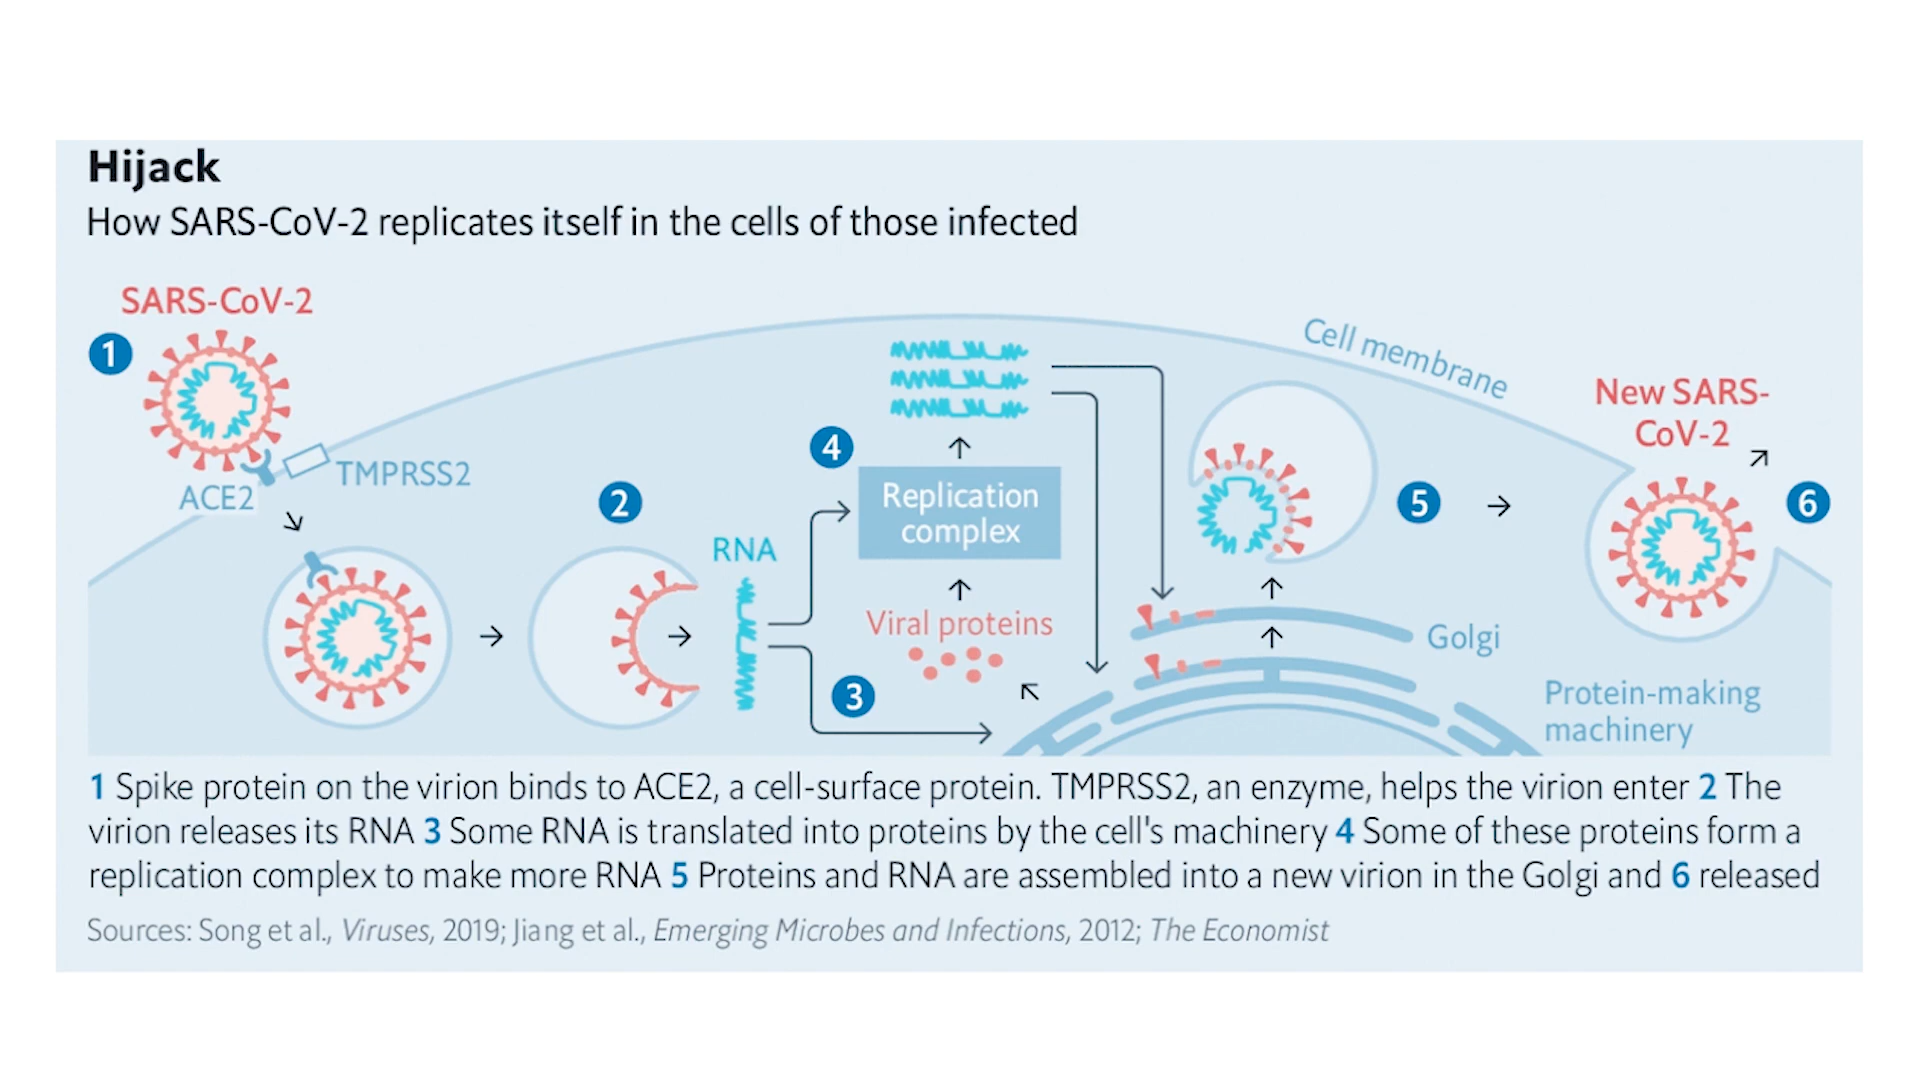 Hijack
How SARS-CoV-2 replicates itself in the cells of those infected
SARS-CoV-2
1
ACE2
TMPRSS2
2
RNA
3
4
Replication
complex
Viral proteins
Cell membrane
5
Golgi
Protein-making
machinery
New SARS-
CoV-2
6
1 Spike protein on the virion binds to ACE2, a cell-surface protein. TMPRSS2, an enzyme, helps the virion enter 2 The
virion releases its RNA 3 Some RNA is translated into proteins by the cell's machinery 4 Some of these proteins form a
replication complex to make more RNA 5 Proteins and RNA are assembled into a new virion in the Golgi and 6 released
Sources: Song et al., Viruses, 2019; Jiang et al., Emerging Microbes and Infections, 2012; The Economist